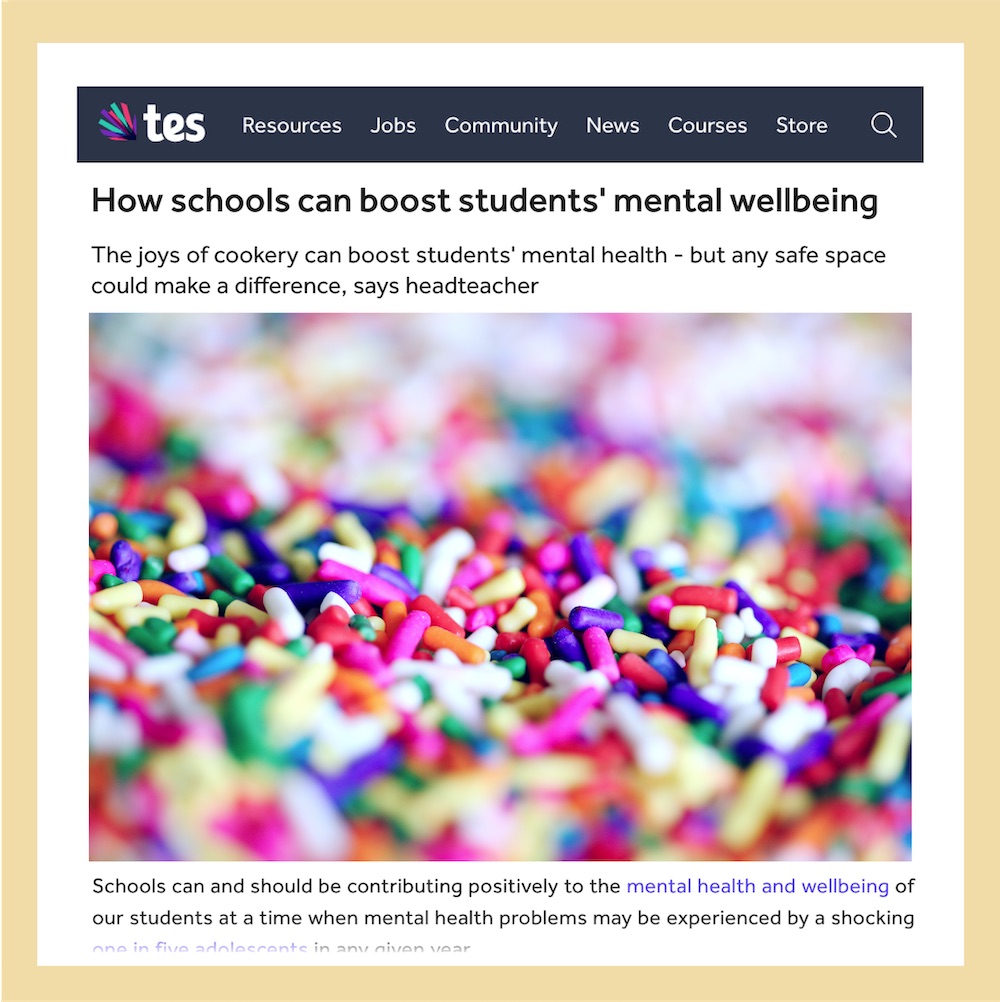 tes Resources Jobs Community News Courses Store
How schools can boost students' mental wellbeing
The joys of cookery can boost students' mental health - but any safe space
could make a difference, says headteacher
Schools can and should be contributing positively to the mental health and wellbeing of
our students at a time when mental health problems may be experienced by a shocking
one in five adolescents in any given year